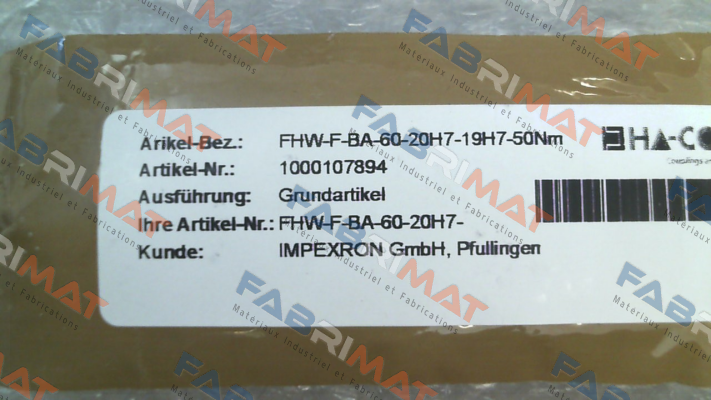 Arikel-Bez.: FHW-F-BA-60-20H7-19H7-50Nm
Artikel-Nr.: 1000107894
Ausführung: Grundartikel
Ihre Artikel-Nr.: FHW-F-BA-60-20H7-
Kunde: IMPEXRON GmbH, Pfullingen
HA-CO
FABRIMAT
Matériaux Industriel et Fabrications